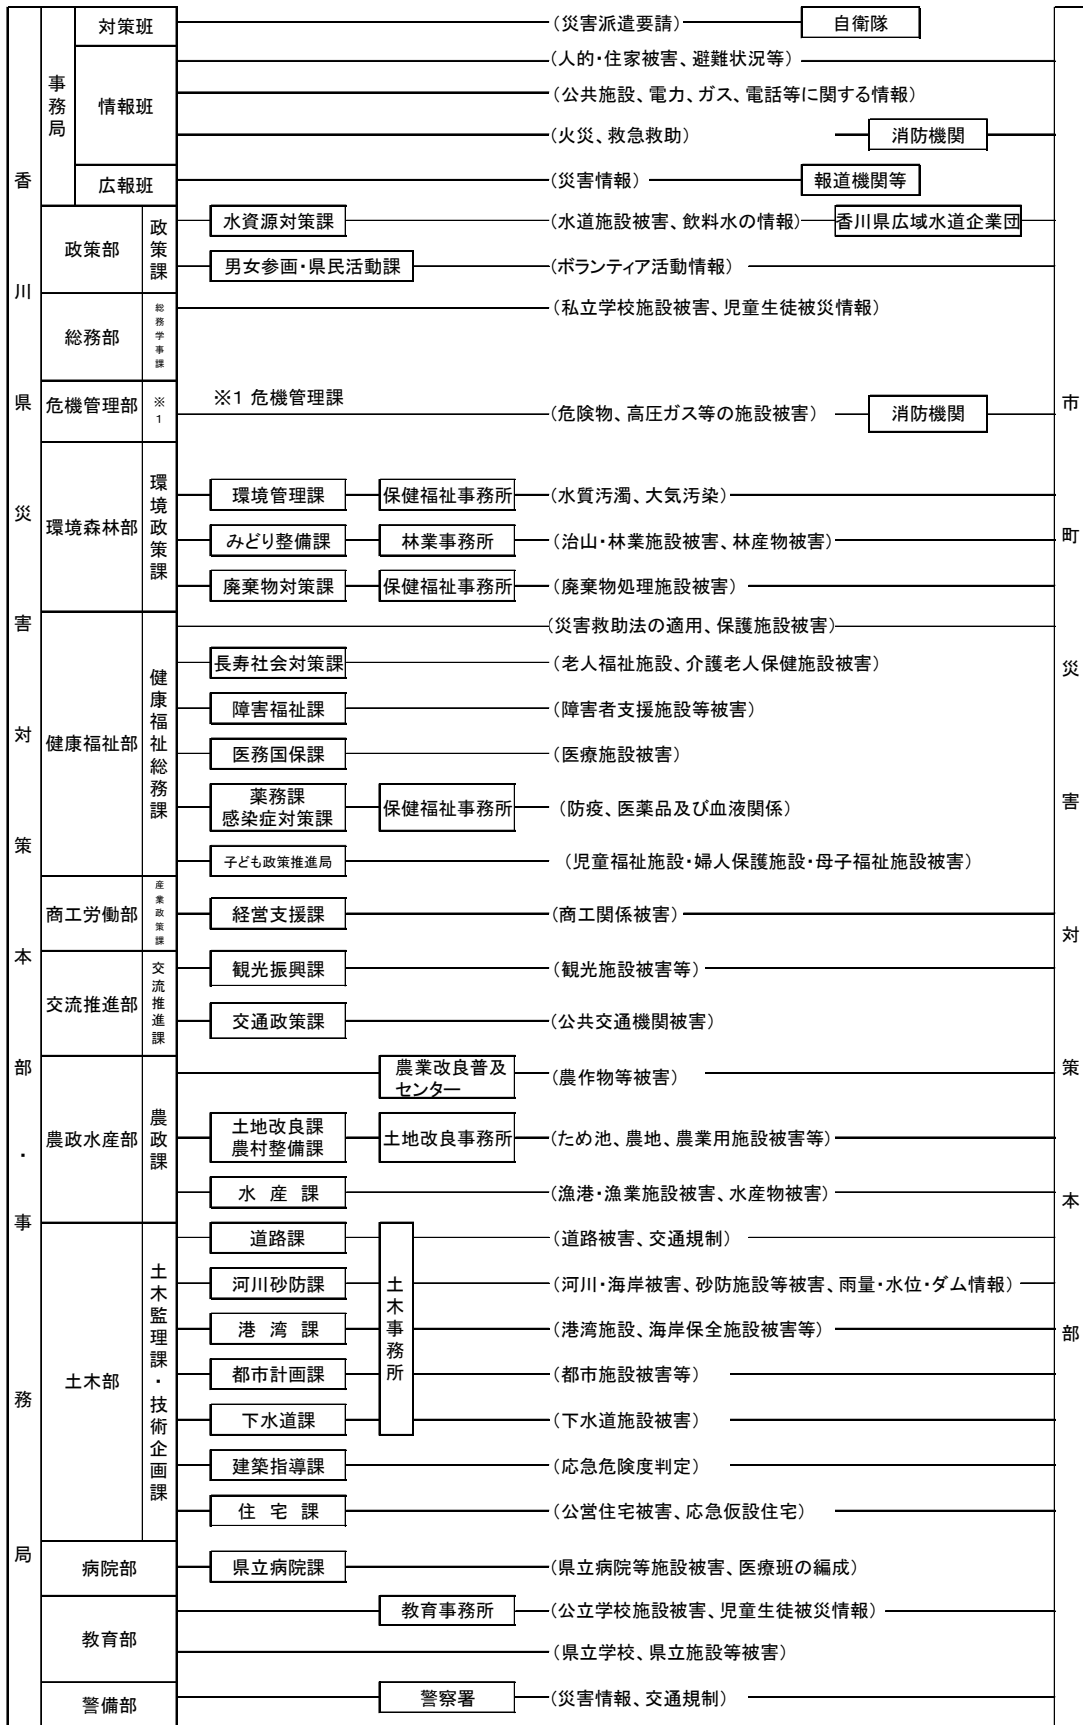 香川県災害対策本部・事務局
事務局
対策班
(災害派遣要請)
自衛隊
情報班
(人的・住家被害、避難状況等)
(公共施設、電力、ガス、電話等に関する情報)
(火災、救急救助)
消防機関
広報班
(災害情報)
報道機関等
政策部
政策課
水資源対策課
(水道施設被害、飲料水の情報)
香川県広域水道企業団
男女参画・県民活動課
(ボランティア活動情報)
総務部
総務学事課
(私立学校施設被害、児童生徒被災情報)
危機管理部
※1
※1 危機管理課
(危険物、高圧ガス等の施設被害)
消防機関
環境森林部
環境政策課
環境管理課
保健福祉事務所
(水質汚濁、大気汚染)
みどり整備課
林業事務所
(治山・林業施設被害、林産物被害)
廃棄物対策課
保健福祉事務所
(廃棄物処理施設被害)
健康福祉部
健康福祉総務課
(災害救助法の適用、保護施設被害)
長寿社会対策課
(老人福祉施設、介護老人保健施設被害)
障害福祉課
(障害者支援施設等被害)
医務国保課
(医療施設被害)
薬務課
感染症対策課
保健福祉事務所
(防疫、医薬品及び血液関係)
子ども政策推進局
(児童福祉施設・婦人保護施設・母子福祉施設被害)
商工労働部
産業政策課
経営支援課
(商工関係被害)
交流推進部
交流推進課
観光振興課
(観光施設被害等)
交通政策課
(公共交通機関被害)
農政水産部
農政課
農業改良普及
センター
(農作物等被害)
土地改良課
農村整備課
土地改良事務所
(ため池、農地、農業用施設被害等)
水 産 課
(漁港・漁業施設被害、水産物被害)
土木部
土木監理課・技術企画課
土木事務所
道路課
(道路被害、交通規制)
河川砂防課
(河川・海岸被害、砂防施設等被害、雨量・水位・ダム情報)
港 湾 課
(港湾施設、海岸保全施設被害等)
都市計画課
(都市施設被害等)
下水道課
(下水道施設被害)
建築指導課
(応急危険度判定)
住 宅 課
(公営住宅被害、応急仮設住宅)
病院部
県立病院課
(県立病院等施設被害、医療班の編成)
教育部
教育事務所
(公立学校施設被害、児童生徒被災情報)
(県立学校、県立施設等被害)
警備部
警察署
(災害情報、交通規制)
市町災害対策本部